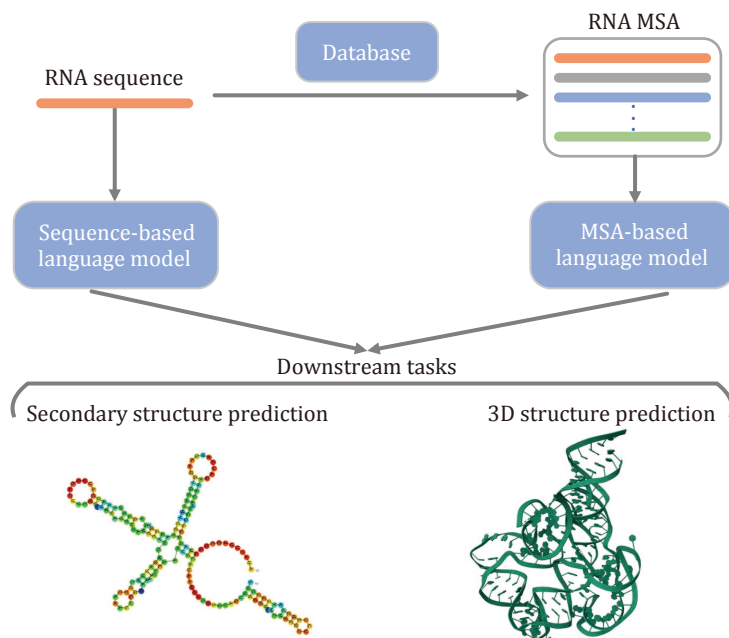 RNA MSA
Database
RNA sequence
Sequence-based
language model
MSA-based
language model
Downstream tasks
Secondary structure prediction
3D structure prediction